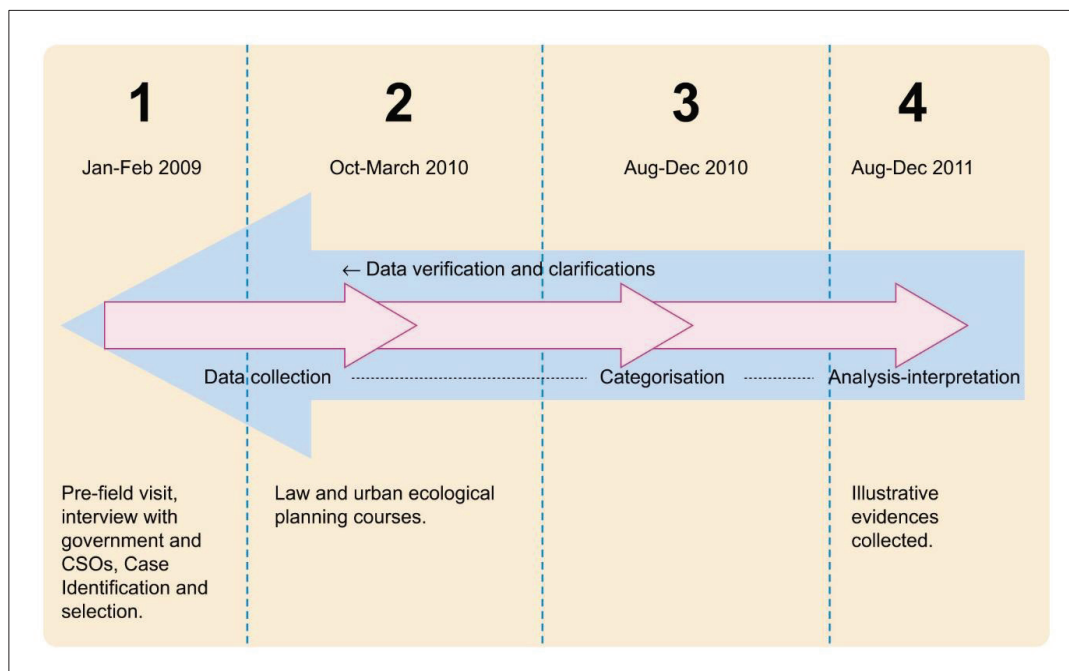 1
2
3
4
Jan-Feb 2009
Oct-March 2010
Aug-Dec 2010
Aug-Dec 2011
← Data verification and clarifications
Data collection
Categorisation
Analysis-interpretation
Pre-field visit,
interview with
government and
CSOs, Case
Identification and
selection.
Law and urban ecological
planning courses.
Illustrative
evidences
collected.